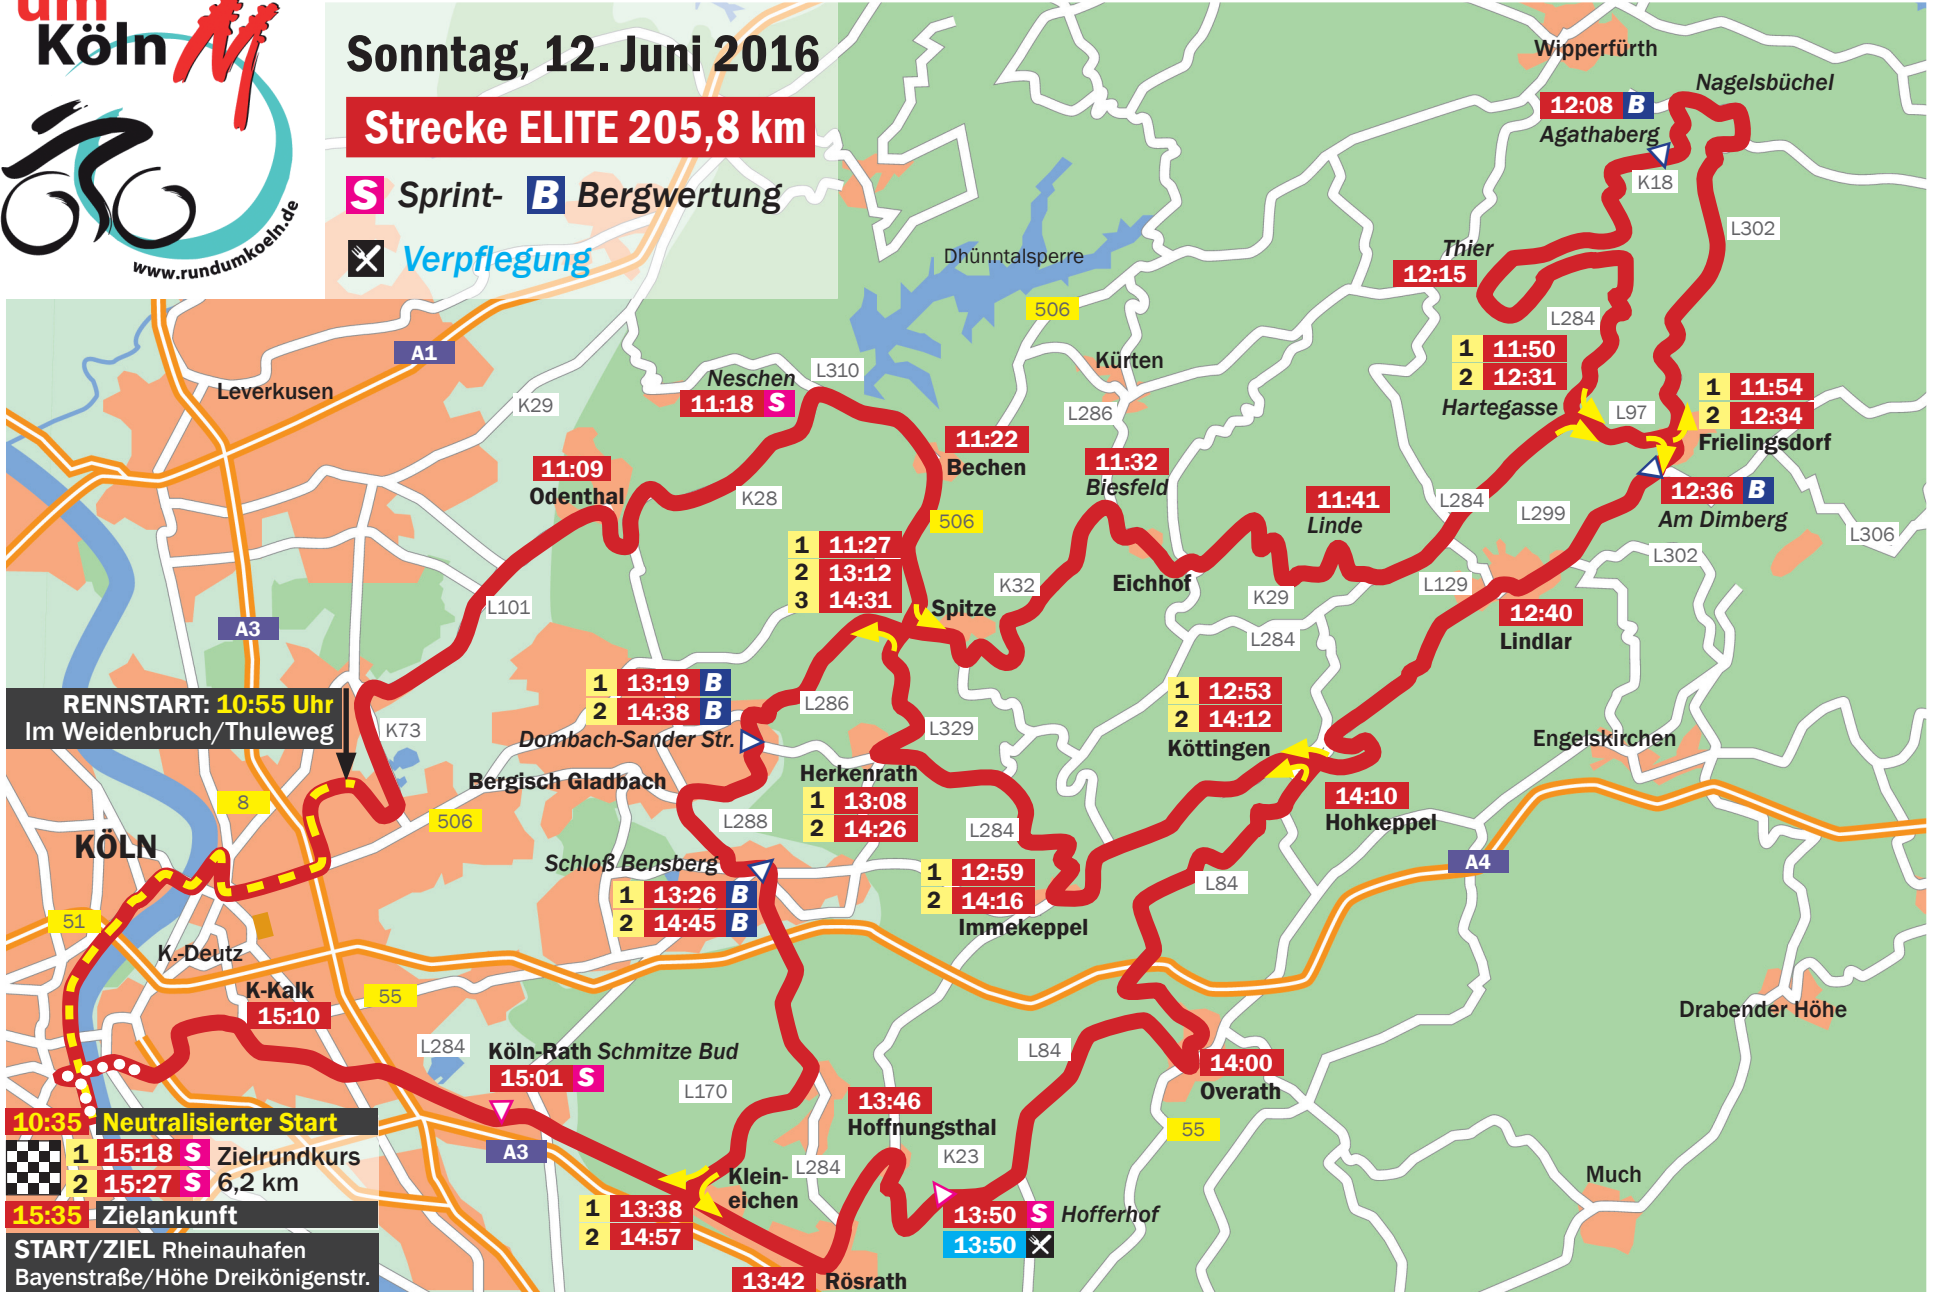 um
Köln
www.rundumkoeln.de
Sonntag, 12. Juni 2016
Strecke ELITE 205,8 km
S Sprint- B Bergwertung
Verpflegung
Wipperfürth
Nagelsbüchel
12:08 B
Agathaberg
K18
L302
Thier
12:15
Dhünntalsperre
506
L284
A1
Kürten
1 11:50
2 12:31
Hartegasse
L97
1 11:54
2 12:34
Frielingsdorf
Leverkusen
K29
Neschen
L310
11:18 S
L286
11:22
Bechen
11:32
Biesfeld
11:09
Odenthal
K28
506
11:41
Linde
L284
L299
12:36 B
Am Dimberg
L306
L302
1 11:27
2 13:12
3 14:31
Spitze
K32
Eichhof
K29
L129
L284
12:40
Lindlar
L101
A3
RENNSTART: 10:55 Uhr
Im Weidenbruch/Thuleweg
K73
1 13:19 B
2 14:38 B
Dombach-Sander Str.
L286
L329
1 12:53
2 14:12
Köttingen
Engelskirchen
Bergisch Gladbach
Herkenrath
1 13:08
2 14:26
14:10
Hohkeppel
8
506
L288
L284
KÖLN
Schloß Bensberg
1 13:26 B
2 14:45 B
1 12:59
2 14:16
Immekeppel
L84
A4
51
K.-Deutz
K-Kalk
15:10
55
Drabender Höhe
L284
Köln-Rath Schmitze Bud
15:01 S
L170
L84
14:00
Overath
13:46
Hoffnungsthal
55
A3
K23
L284
Klein-
eichen
1 13:38
2 14:57
13:50 S Hofferhof
13:50
Much
13:42 Rösrath
10:35 Neutralisierter Start
1 15:18 S Zielrundkurs
2 15:27 S 6,2 km
15:35 Zielankunft
START/ZIEL Rheinauhafen
Bayenstraße/Höhe Dreikönigenstr.